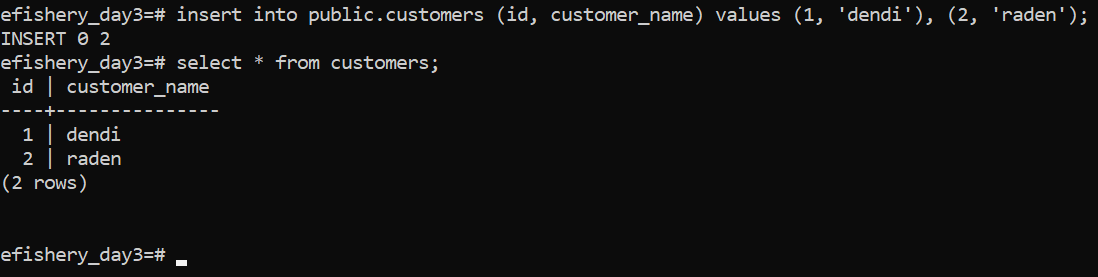 efishery_day3=# insert into public.customers (id, customer_name) values (1, 'dendi'), (2, 'raden');
INSERT 0 2
efishery_day3=# select * from customers;
 id | customer_name
----+---------------
  1 | dendi
  2 | raden
(2 rows)
efishery_day3=#